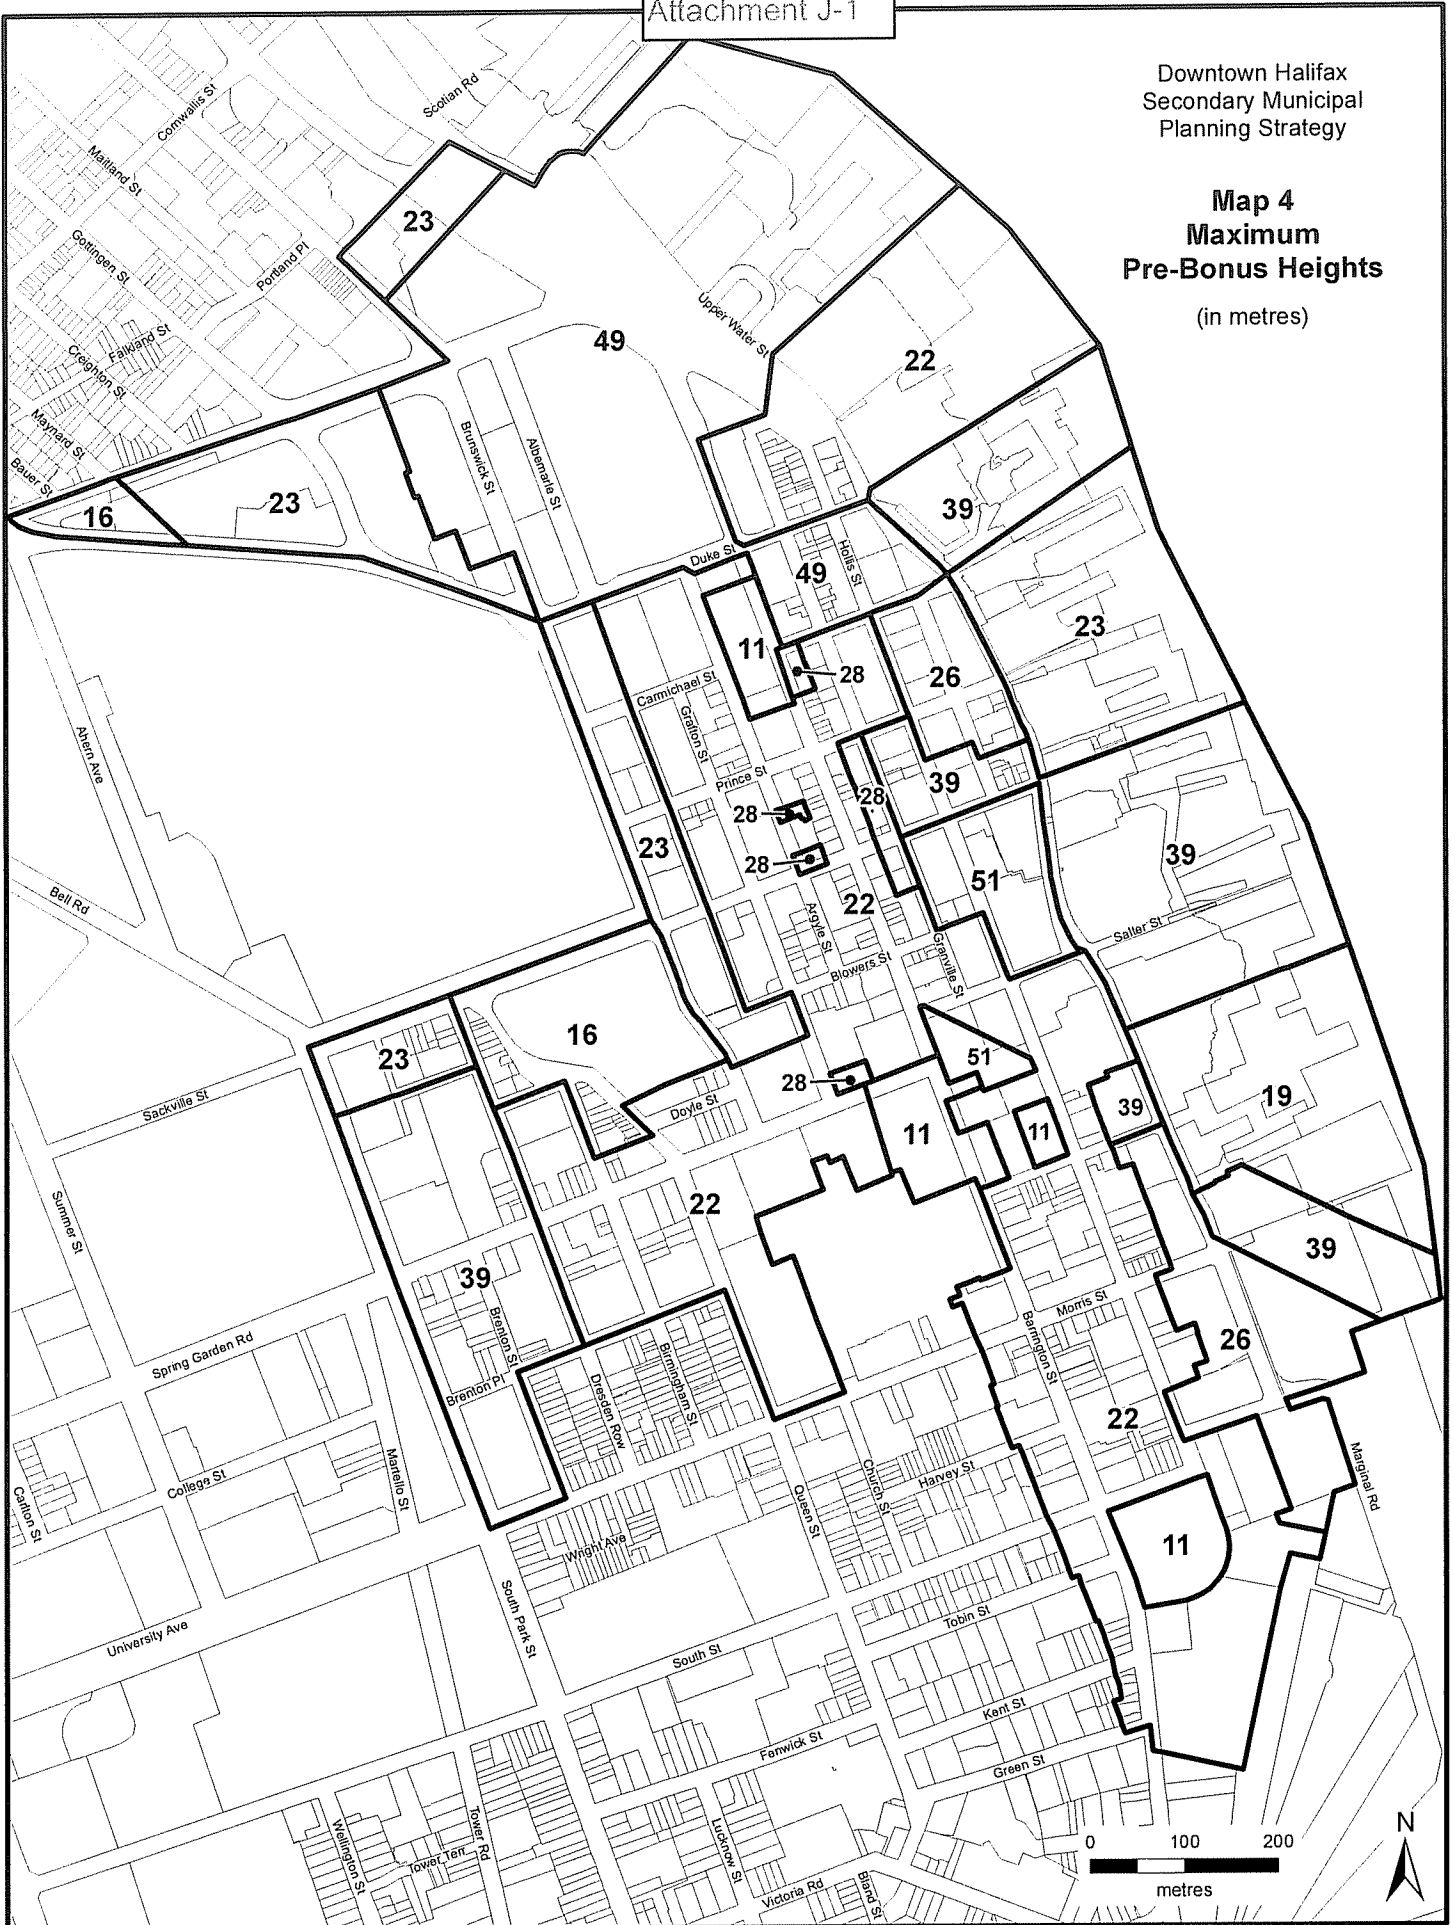 Attachment J-1
Downtown Halifax
Secondary Municipal
Planning Strategy
Map 4
Maximum
Pre-Bonus Heights
(in metres)
Scotian Rd
Cornwallis St
Maitland St
Gottingen St
Portland Pl
Falkland St
Creighton St
Maynard St
Bauer St
23
49
Upper Water St
22
Brunswick St
Albemarle St
16
23
39
Duke St
49
Hollis St
11
28
26
23
Carmichael St
Grafton St
Prince St
Ahern Ave
28
28
39
28
23
22
51
39
Bell Rd
Argyle St
Granville St
Salter St
Blowers St
16
23
51
28
Sackville St
Doyle St
11
11
39
19
Summer St
22
39
39
Brenton St
Morris St
Barrington St
26
Spring Garden Rd
Brenton Pl
Birmingham St
Dresden Row
22
Martello St
College St
Carlton St
Church St
Harvey St
Queen St
Marginal Rd
Wright Ave
11
South Park St
University Ave
Tobin St
South St
Kent St
Fenwick St
Green St
Wellington St
Tower Terr
Tower Rd
Lucknow St
Victoria Rd
Bland St
0 100 200
metres
N